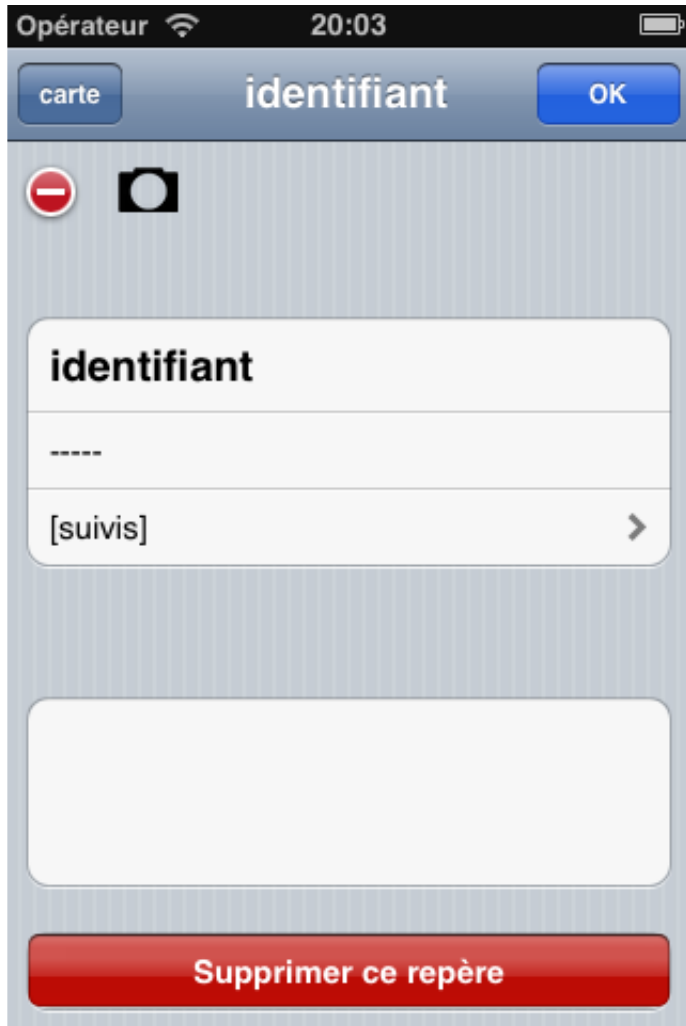 Opérateur 20:03
carte identifiant OK
identifiant
-----
[suivis]
Supprimer ce repère